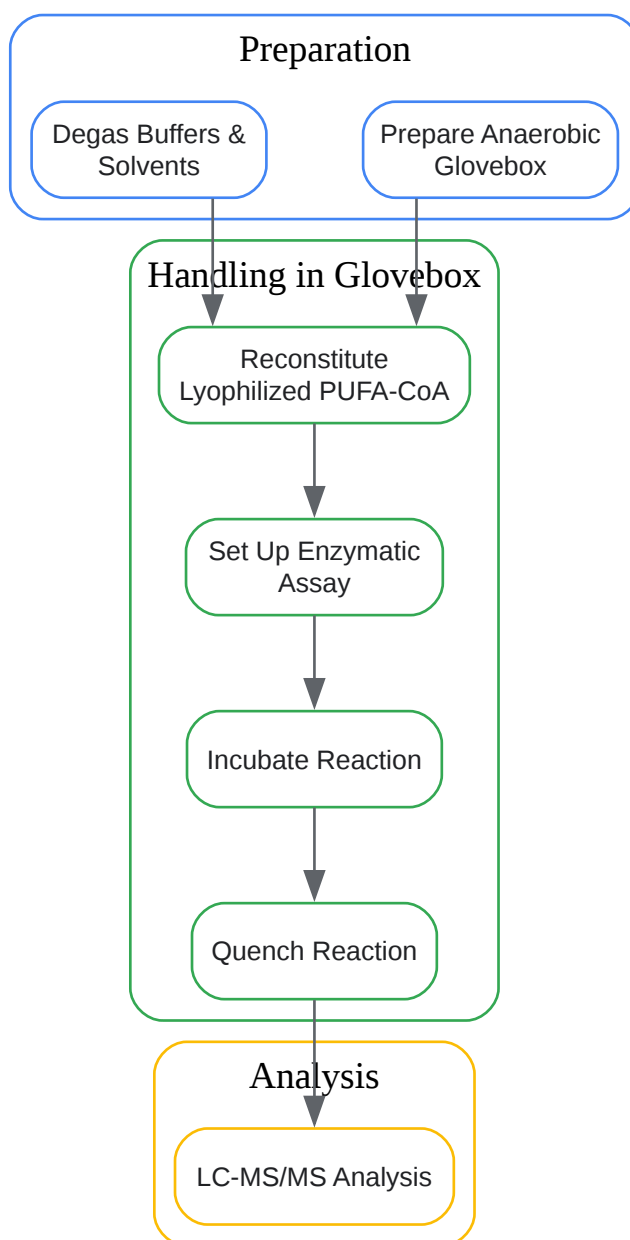 Preparation
Degas Buffers &
Solvents
Prepare Anaerobic
Glovebox
Handling in Glovebox
Reconstitute
Lyophilized PUFA-CoA
Set Up Enzymatic
Assay
Incubate Reaction
Quench Reaction
Analysis
LC-MS/MS Analysis